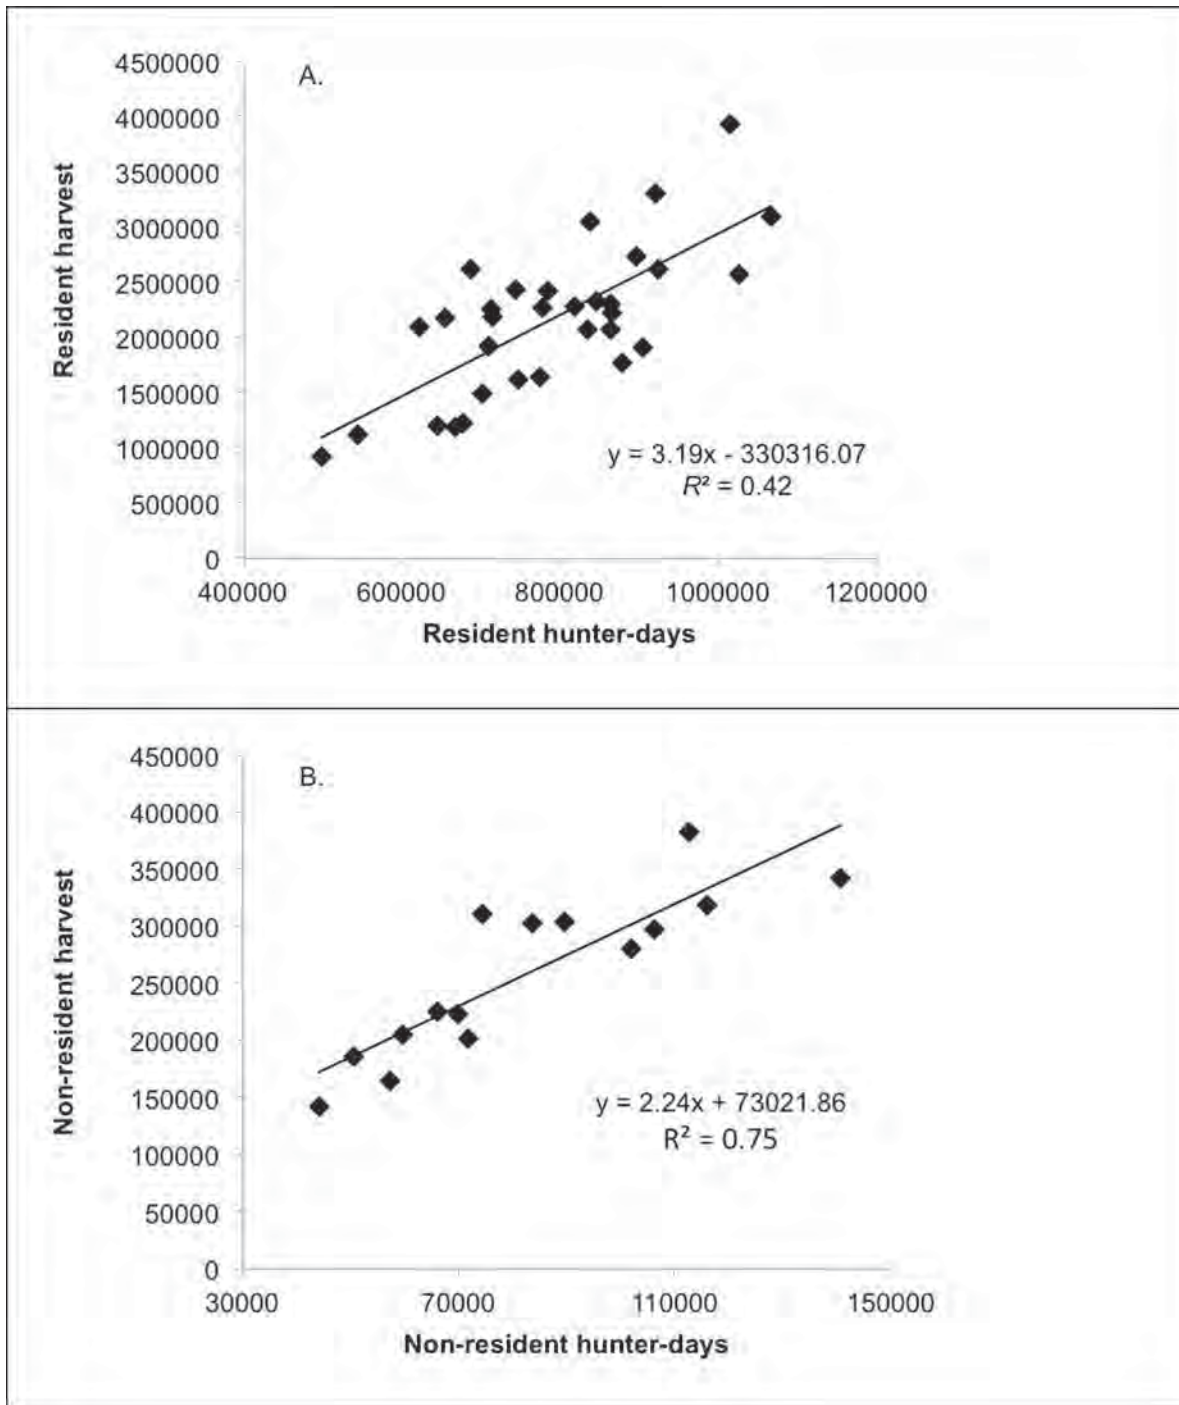 A.
4500000
4000000
3500000
3000000
2500000
2000000
1500000
1000000
500000
0
Resident harvest
y = 3.19x - 330316.07
R² = 0.42
400000 600000 800000 1000000 1200000
Resident hunter-days
B.
450000
400000
350000
300000
250000
200000
150000
100000
50000
0
Non-resident harvest
y = 2.24x + 73021.86
R² = 0.75
30000 70000 110000 150000
Non-resident hunter-days